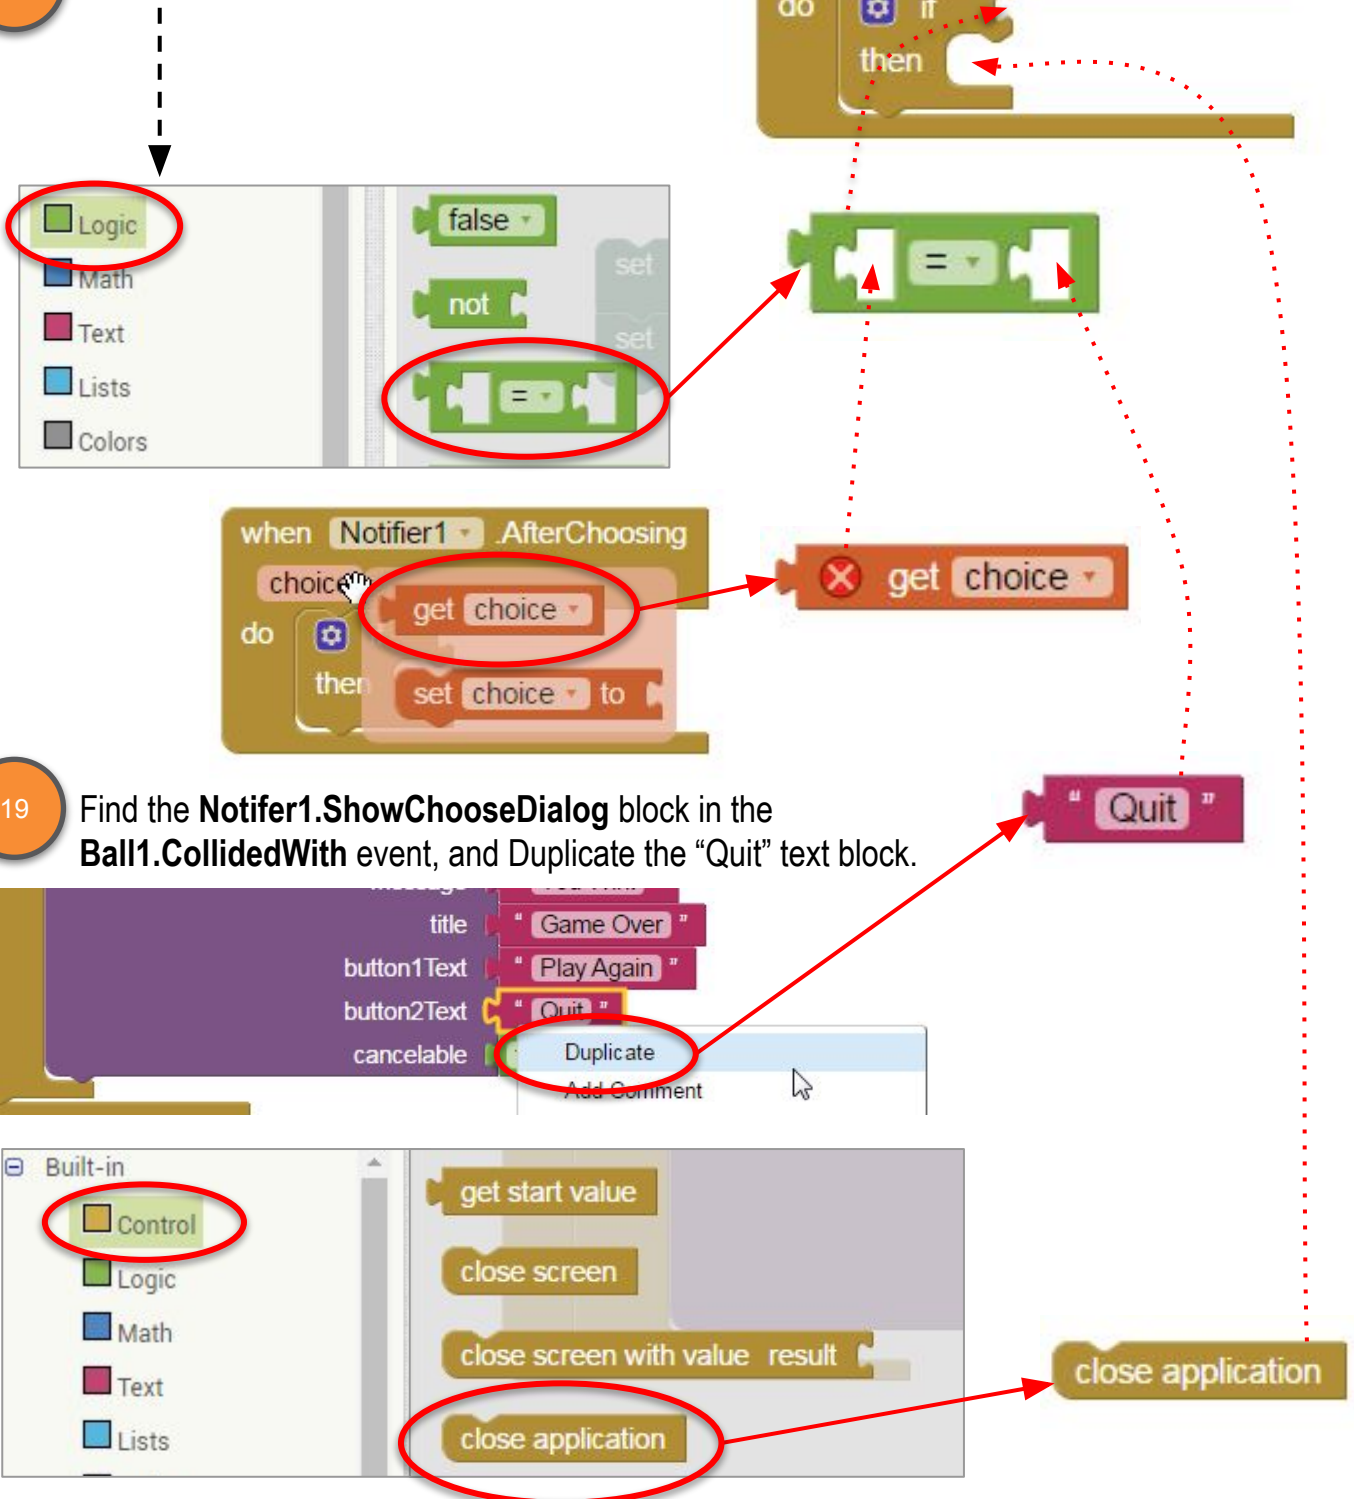 do if
then
Logic
Math
Text
Lists
Colors
false
not
=
set
set
=
when Notifier1 .AfterChoosing
choice
do
then
get choice
set choice to
get choice
19
Find the Notifer1.ShowChooseDialog block in the
Ball1.CollidedWith event, and Duplicate the “Quit” text block.
“ Quit ”
title “ Game Over ”
button1Text “ Play Again ”
button2Text “ Quit ”
cancelable
Duplicate
Add Comment
Built-in
Control
Logic
Math
Text
Lists
get start value
close screen
close screen with value result
close application
close application